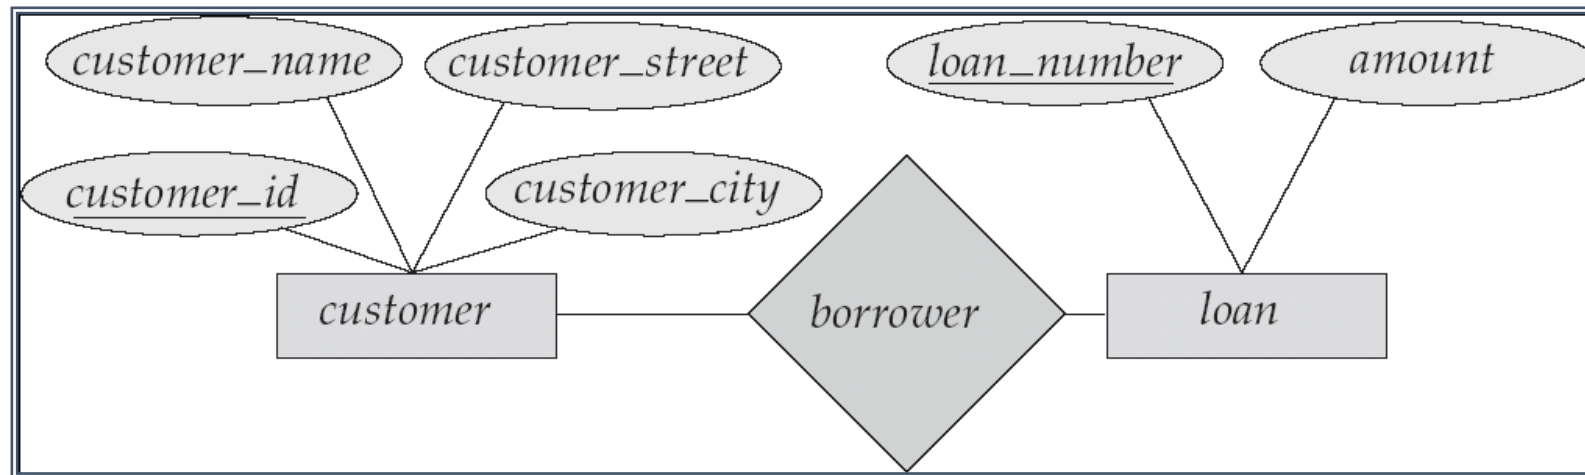 customer_name
customer_street
loan_number
amount
customer_id
customer_city
customer
borrower
loan